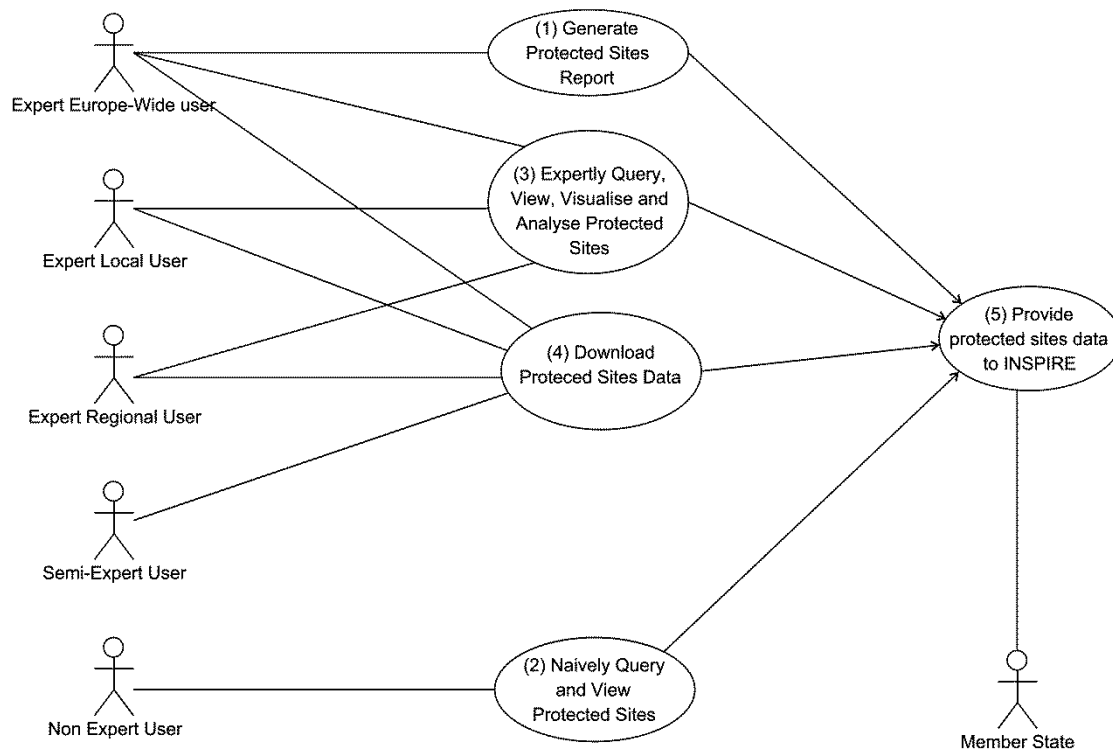 (1) Generate
Protected Sites
Report
Expert Europe-Wide user
(3) Expertly Query,
View, Visualise and
Analyse Protected
Sites
Expert Local User
(5) Provide
protected sites data
to INSPIRE
(4) Download
Proteced Sites Data
Expert Regional User
Semi-Expert User
(2) Naively Query
and View
Protected Sites
Non Expert User
Member State